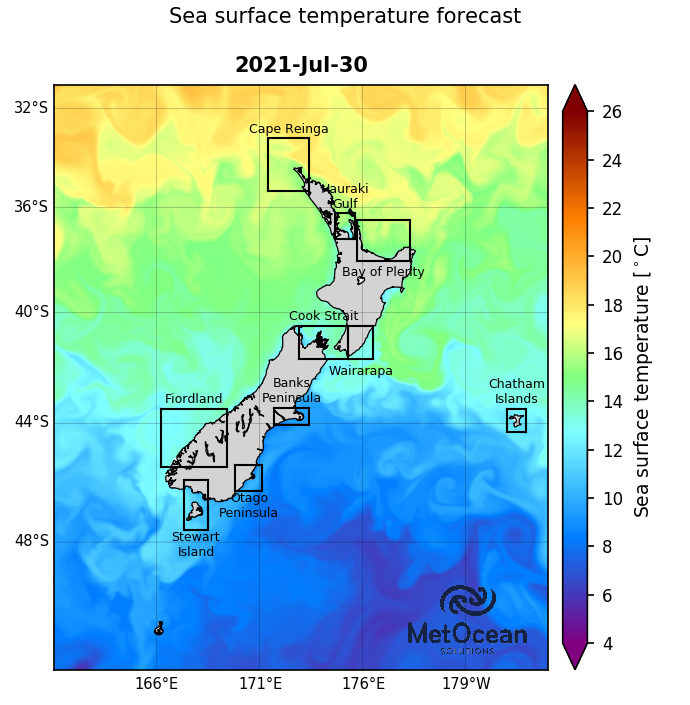 Sea surface temperature forecast
2021-Jul-30
32°S
36°S
40°S
44°S
48°S
Cape Reinga
Hauraki
Gulf
Bay of Plenty
Cook Strait
Wairarapa
Banks
Peninsula
Fiordland
Chatham
Islands
Otago
Peninsula
Stewart
Island
MetOcean
SOLUTIONS
166°E
171°E
176°E
179°W
26
24
22
20
18
16
14
12
10
8
6
4
Sea surface temperature [°C]